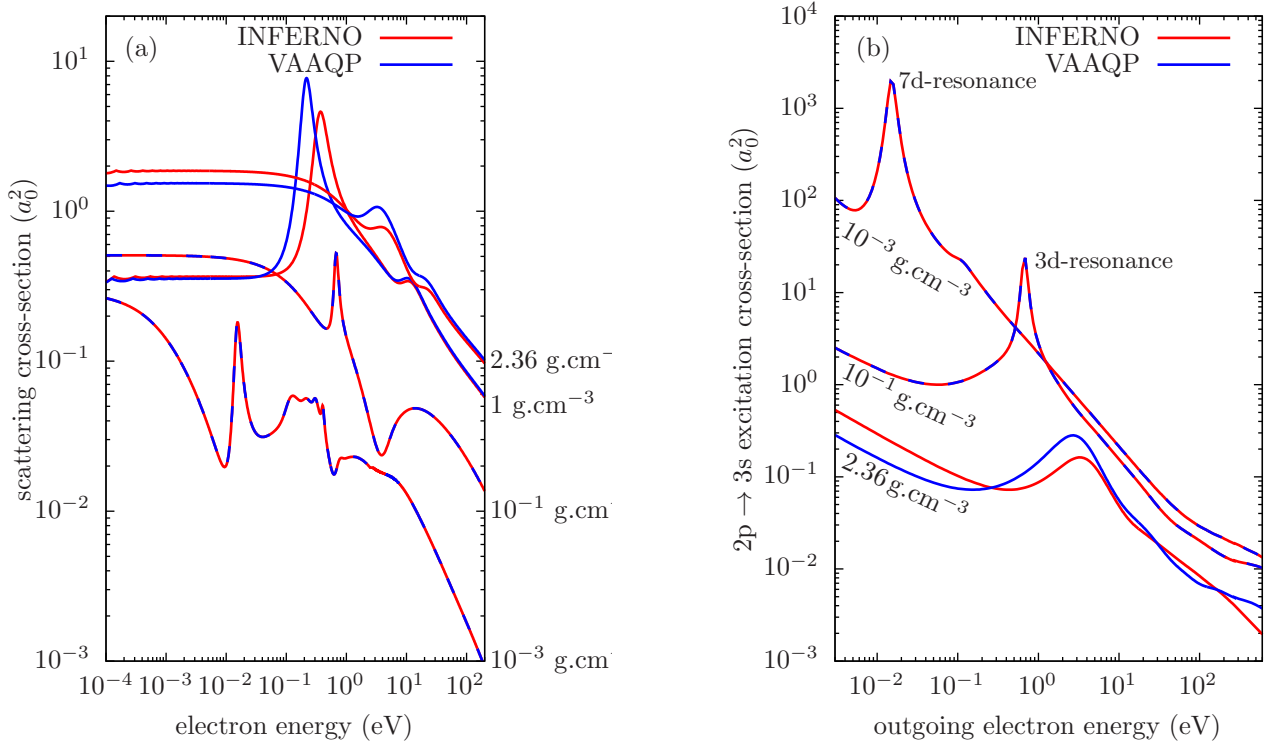 (a)
INFERNO
VAAQP
10^1
10^0
10^-1
10^-2
10^-3
scattering cross-section (a_0^2)
2.36 g.cm^-
1 g.cm^-3
10^-1 g.cm^-
10^-3 g.cm^-
10^-4 10^-3 10^-2 10^-1 10^0 10^1 10^2
electron energy (eV)
(b)
INFERNO
VAAQP
10^4
10^3
10^2
10^1
10^0
10^-1
10^-2
10^-3
2p → 3s excitation cross-section (a_0^2)
7d-resonance
10^-3 g.cm^-3
3d-resonance
10^-1 g.cm^-3
2.36 g.cm^-3
10^-2 10^-1 10^0 10^1 10^2
outgoing electron energy (eV)